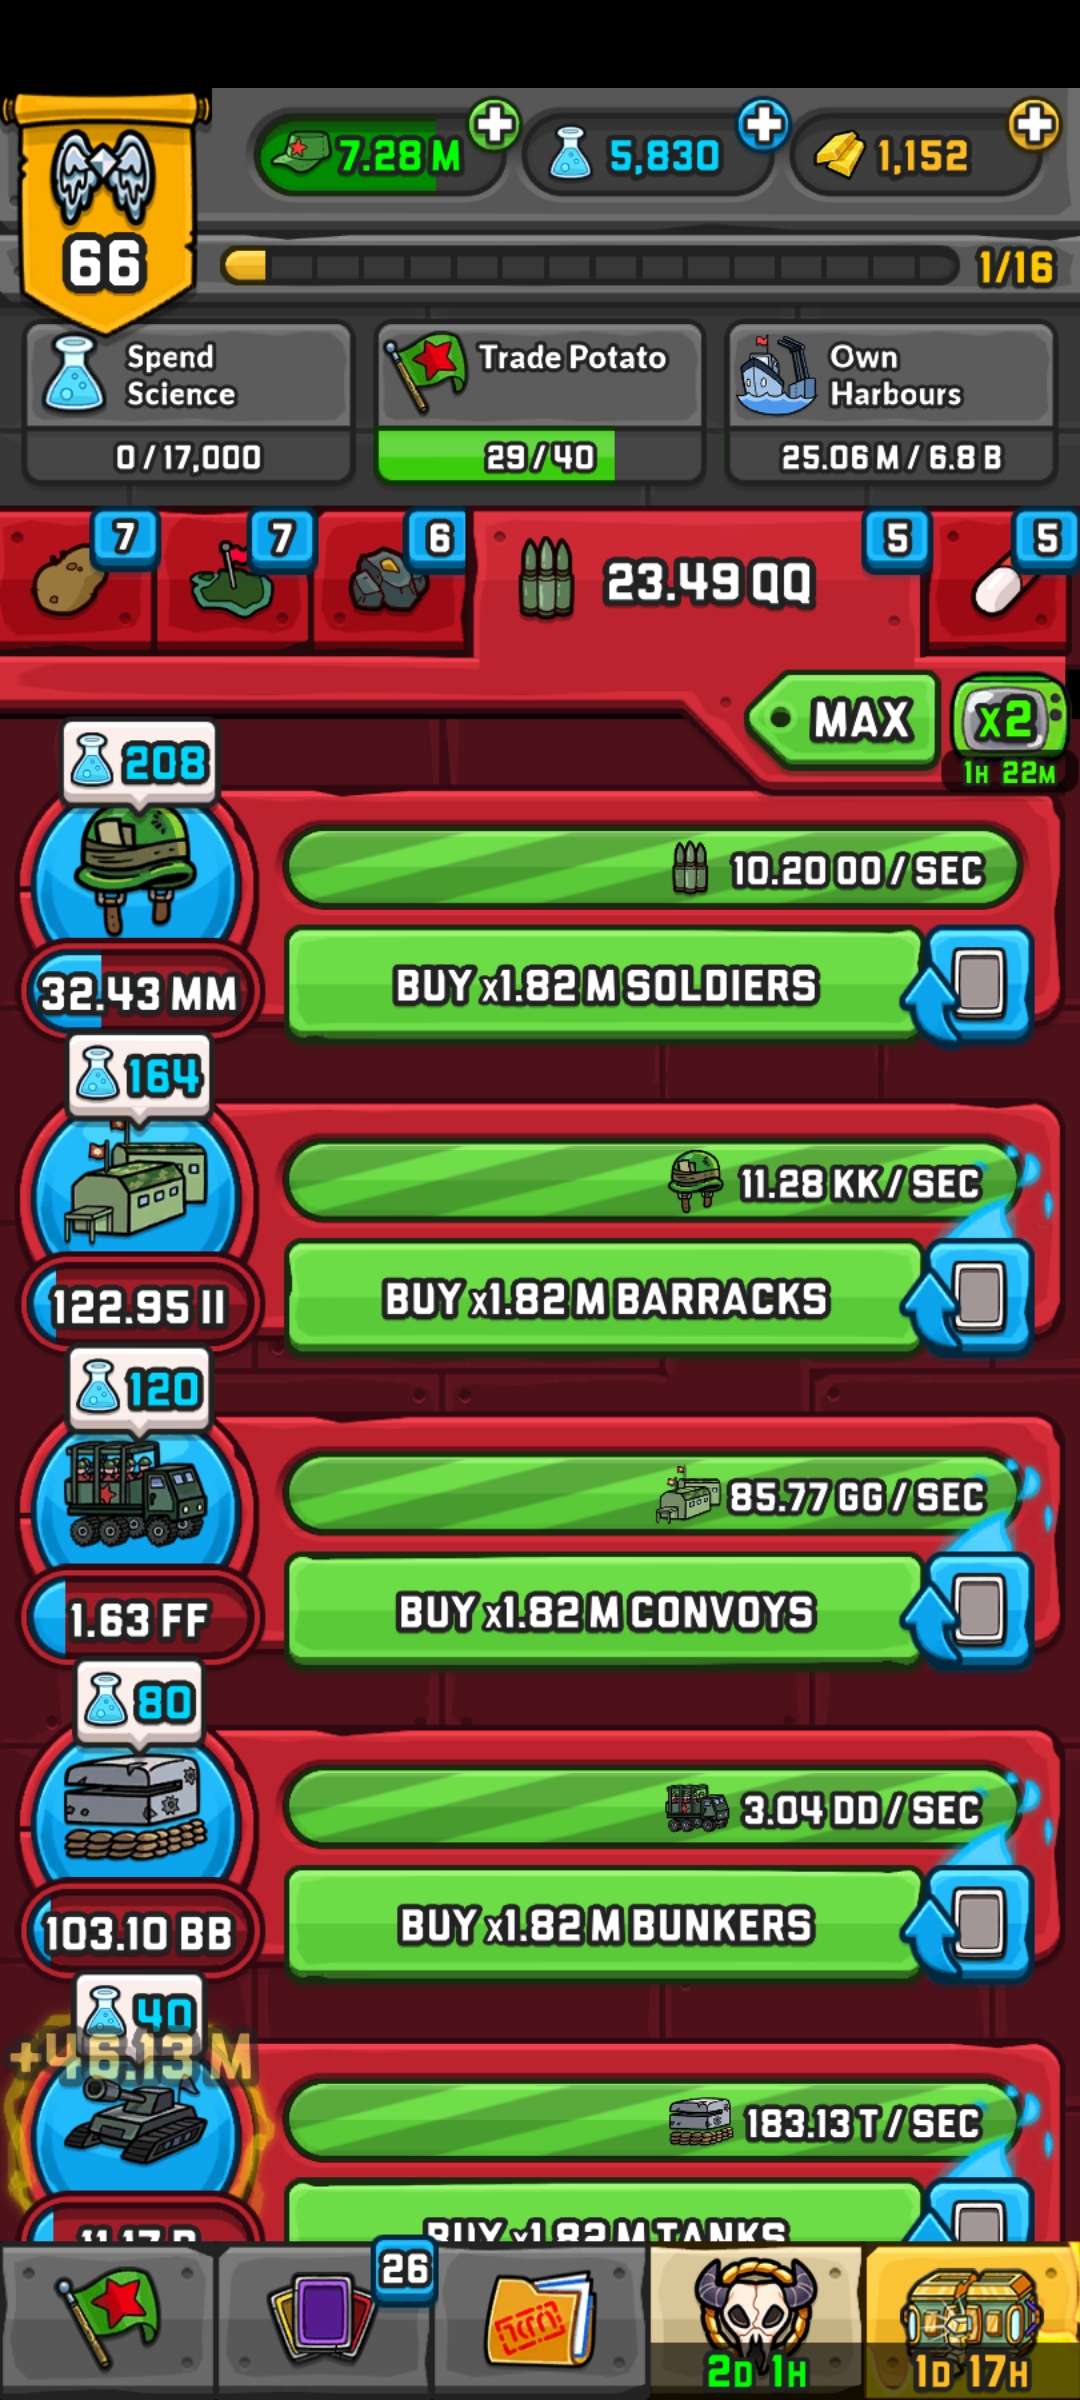 7.28 M
5,830
1,152
66
1/16
Spend
Science
0 / 17,000
Trade Potato
29 / 40
Own
Harbours
25.06 M / 6.8 B
7
7
6
23.49 QQ
5
5
MAX
x2
1H 22M
208
10.20 OO / SEC
32.43 MM
BUY x1.82 M SOLDIERS
164
11.28 KK / SEC
122.95 II
BUY x1.82 M BARRACKS
120
85.77 GG / SEC
1.63 FF
BUY x1.82 M CONVOYS
80
3.04 DD / SEC
103.10 BB
BUY x1.82 M BUNKERS
40
+46.13 M
183.13 T / SEC
BUY x1.82 M TANKS
26
2D 1H
1D 17H